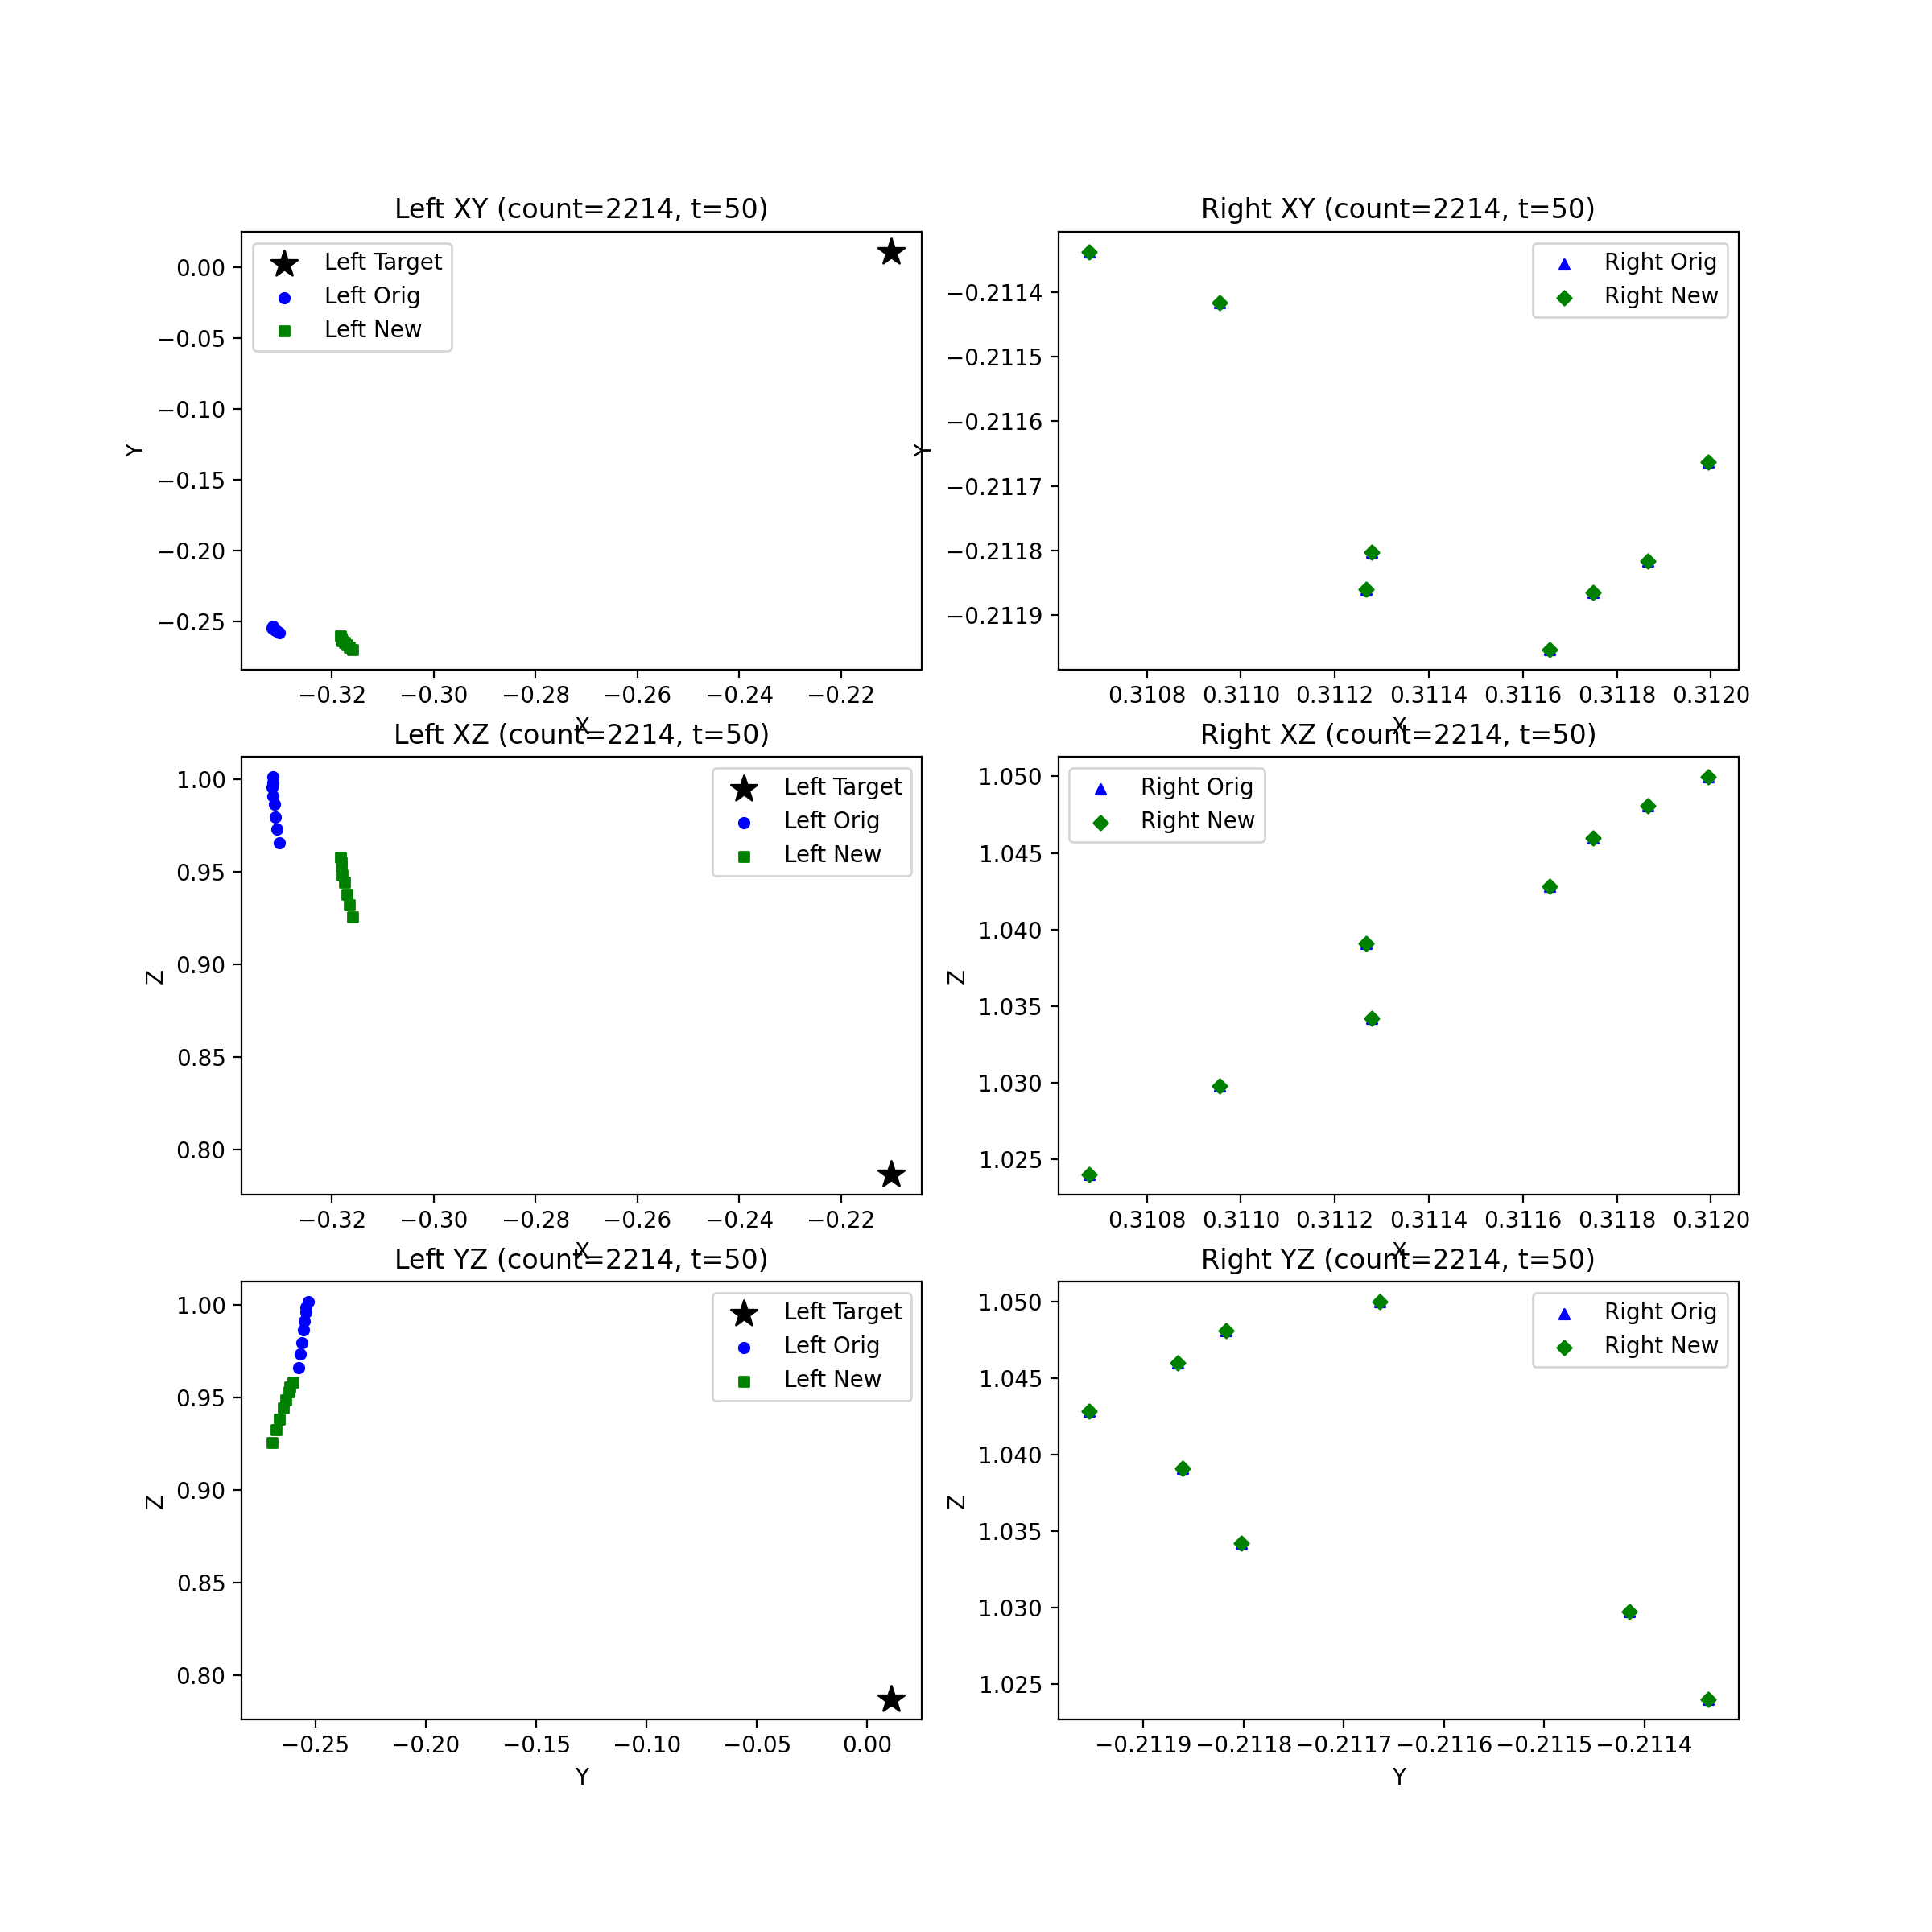 Left XY (count=2214, t=50)
Left Target
Left Orig
Left New
0.00
−0.05
−0.10
−0.15
−0.20
−0.25
Y
−0.32
−0.30
−0.28
−0.26
−0.24
−0.22
X
Right XY (count=2214, t=50)
Right Orig
Right New
−0.2114
−0.2115
−0.2116
−0.2117
−0.2118
−0.2119
Y
0.3108
0.3110
0.3112
0.3114
0.3116
0.3118
0.3120
X
Left XZ (count=2214, t=50)
Left Target
Left Orig
Left New
1.00
0.95
0.90
0.85
0.80
Z
−0.32
−0.30
−0.28
−0.26
−0.24
−0.22
X
Right XZ (count=2214, t=50)
Right Orig
Right New
1.050
1.045
1.040
1.035
1.030
1.025
Z
0.3108
0.3110
0.3112
0.3114
0.3116
0.3118
0.3120
X
Left YZ (count=2214, t=50)
Left Target
Left Orig
Left New
1.00
0.95
0.90
0.85
0.80
Z
−0.25
−0.20
−0.15
−0.10
−0.05
0.00
Y
Right YZ (count=2214, t=50)
Right Orig
Right New
1.050
1.045
1.040
1.035
1.030
1.025
Z
−0.2119
−0.2118
−0.2117
−0.2116
−0.2115
−0.2114
Y